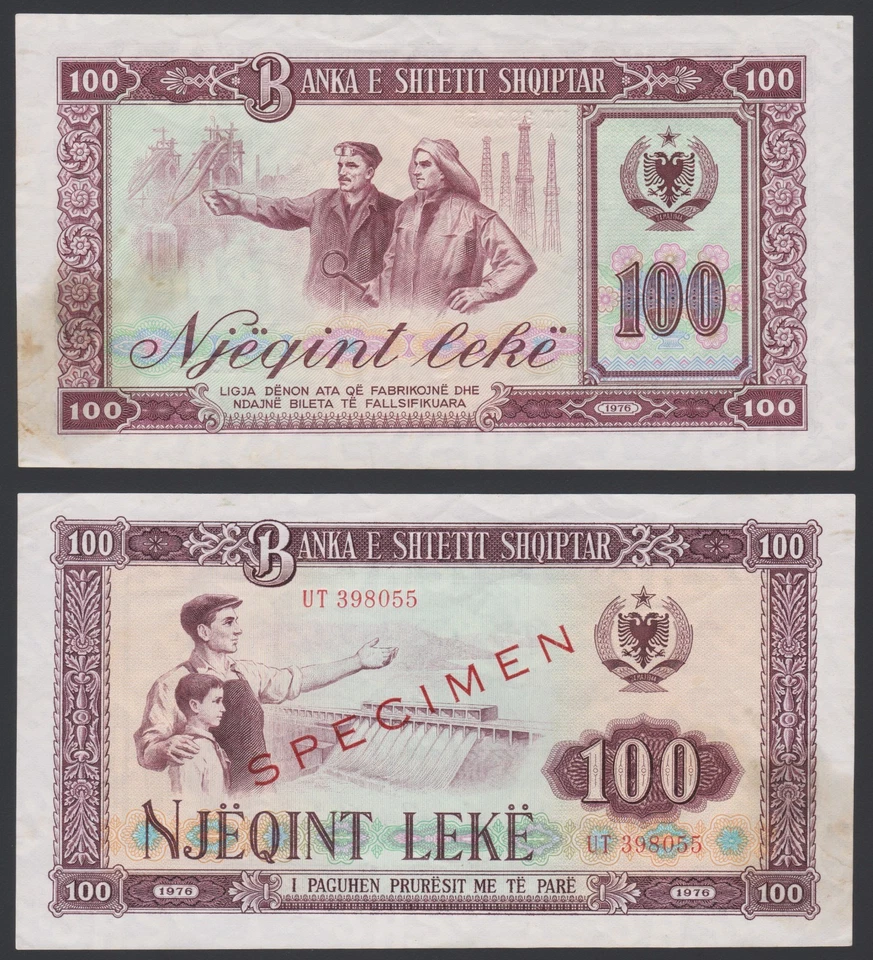 100 BANKA E SHTETIT SHQIPTAR 100
100
Njëqint lekë
LIGJA DËNON ATA QË FABRIKOJNË DHE
NDAJNË BILETA TË FALLSIFIKUARA
100 1976 100
100 BANKA E SHTETIT SHQIPTAR 100
UT 398055
SPECIMEN
100
NJËQINT LEKË
UT 398055
I PAGUHEN PRURËSIT ME TË PARË
100 1976 1976 100